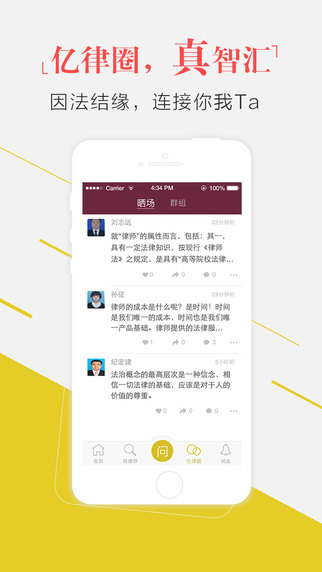 亿律圈，真智汇
因法结缘，连接你我Ta
Carrier 4:34 PM 100%
晒场 群组
刘志远 22分钟前
就“律师”的属性而言，包括：其一，
具有一定法律知识，按现行《律师
法》之规定，是具有“高等院校法律...
0 0 0
孙征 29分钟前
律师的成本是什么呢？是时间！时间
是我们唯一的成本，时间也是我们唯
一产品基础。律师提供的法律服...
1 3 0
纪宏建 3小时前
法治概念的最高层次是一种信念，相
信一切法律的基础，应该是对于人的
价值的尊重。
0 0 0
问
首页 找律师 亿律圈 消息